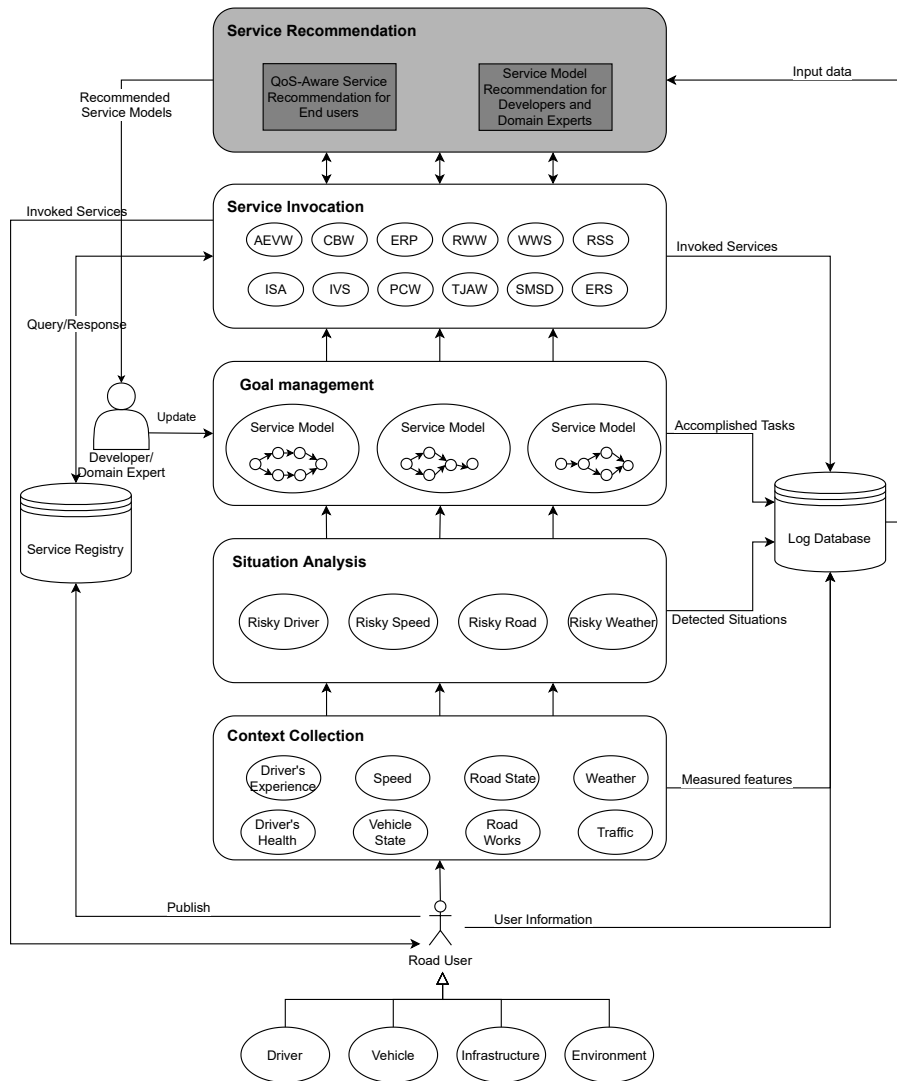 Service Recommendation
QoS-Aware Service
Recommendation for
End users
Service Model
Recommendation for
Developers and
Domain Experts
Input data
Recommended
Service Models
Service Invocation
Invoked Services
AEVW
CBW
ERP
RWW
WWS
RSS
Invoked Services
ISA
IVS
PCW
TJAW
SMSD
ERS
Query/Response
Goal management
Update
Service Model
Service Model
Service Model
Accomplished Tasks
Developer/
Domain Expert
Service Registry
Log Database
Situation Analysis
Risky Driver
Risky Speed
Risky Road
Risky Weather
Detected Situations
Context Collection
Driver's
Experience
Speed
Road State
Weather
Measured features
Driver's
Health
Vehicle
State
Road
Works
Traffic
Publish
User Information
Road User
Driver
Vehicle
Infrastructure
Environment